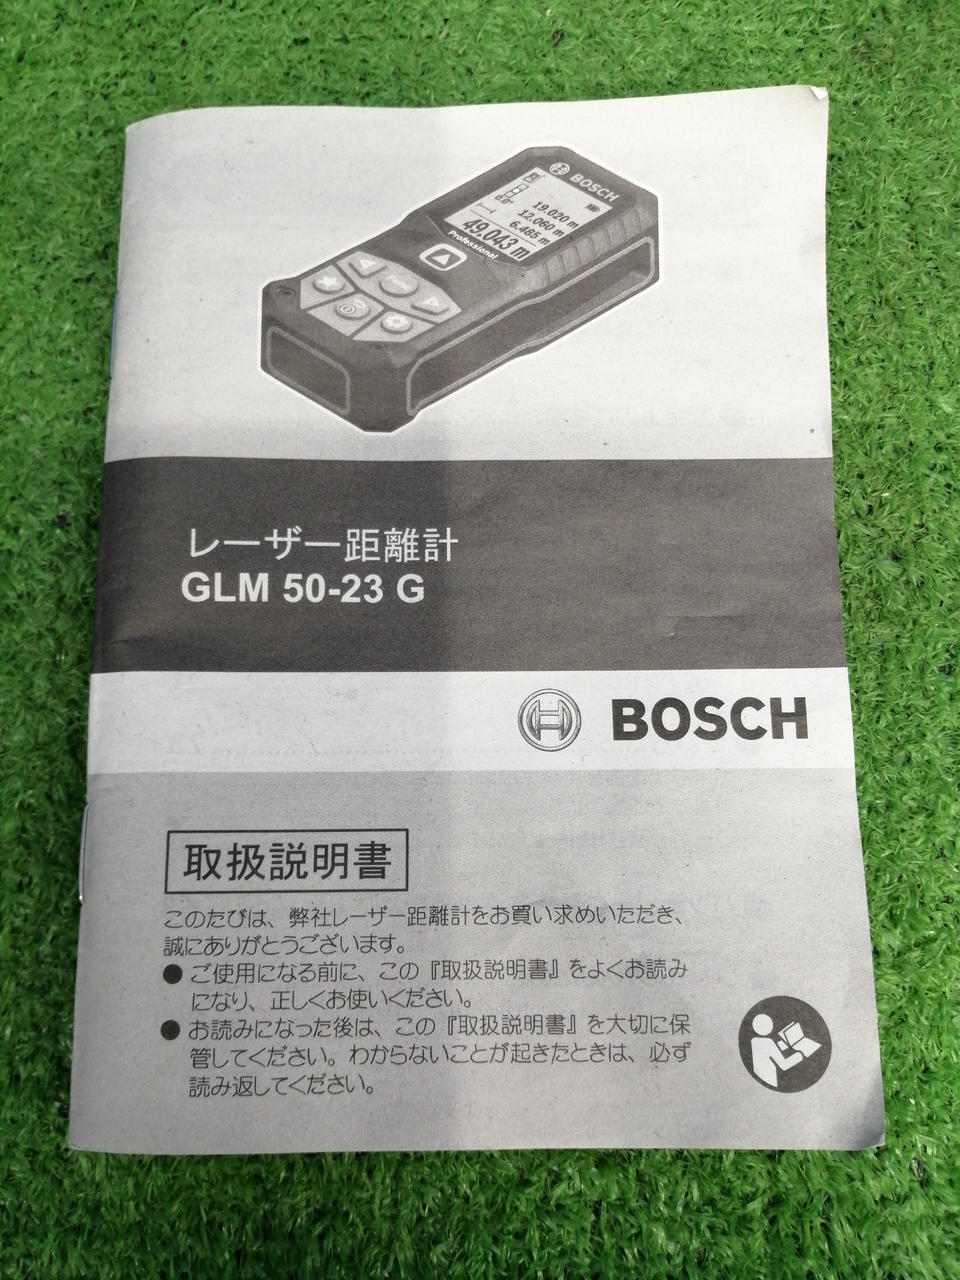 BOSCH
0.0°
19.020 m
12.060 m
6.485 m
49.043 m
Professional
Func
レーザー距離計
GLM 50-23 G
BOSCH
取扱説明書
このたびは、弊社レーザー距離計をお買い求めいただき、
誠にありがとうございます。
● ご使用になる前に、この『取扱説明書』をよくお読み
になり、正しくお使いください。
● お読みになった後は、この『取扱説明書』を大切に保
管してください。わからないことが起きたときは、必ず
読み返してください。